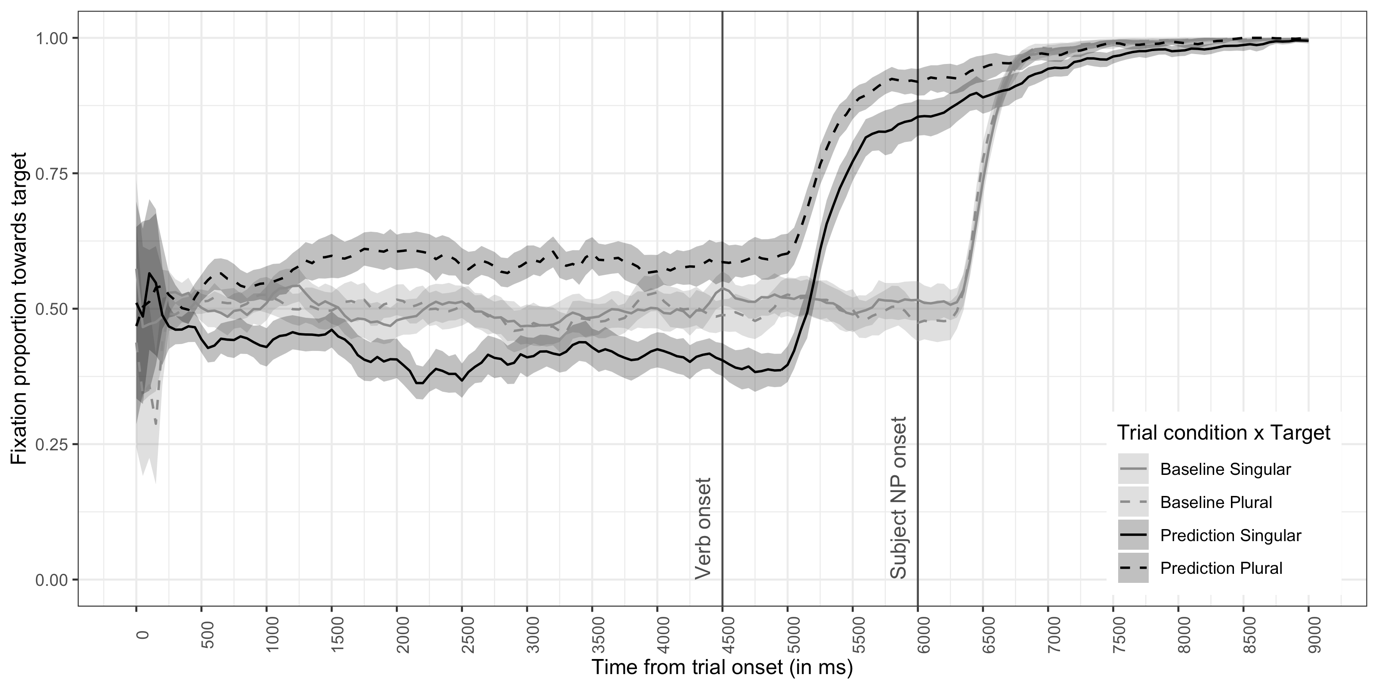 Fixation proportion towards target
1.00
0.75
0.50
0.25
0.00
Verb onset
Subject NP onset
Trial condition x Target
Baseline Singular
Baseline Plural
Prediction Singular
Prediction Plural
0 500 1000 1500 2000 2500 3000 3500 4000 4500 5000 5500 6000 6500 7000 7500 8000 8500 9000
Time from trial onset (in ms)